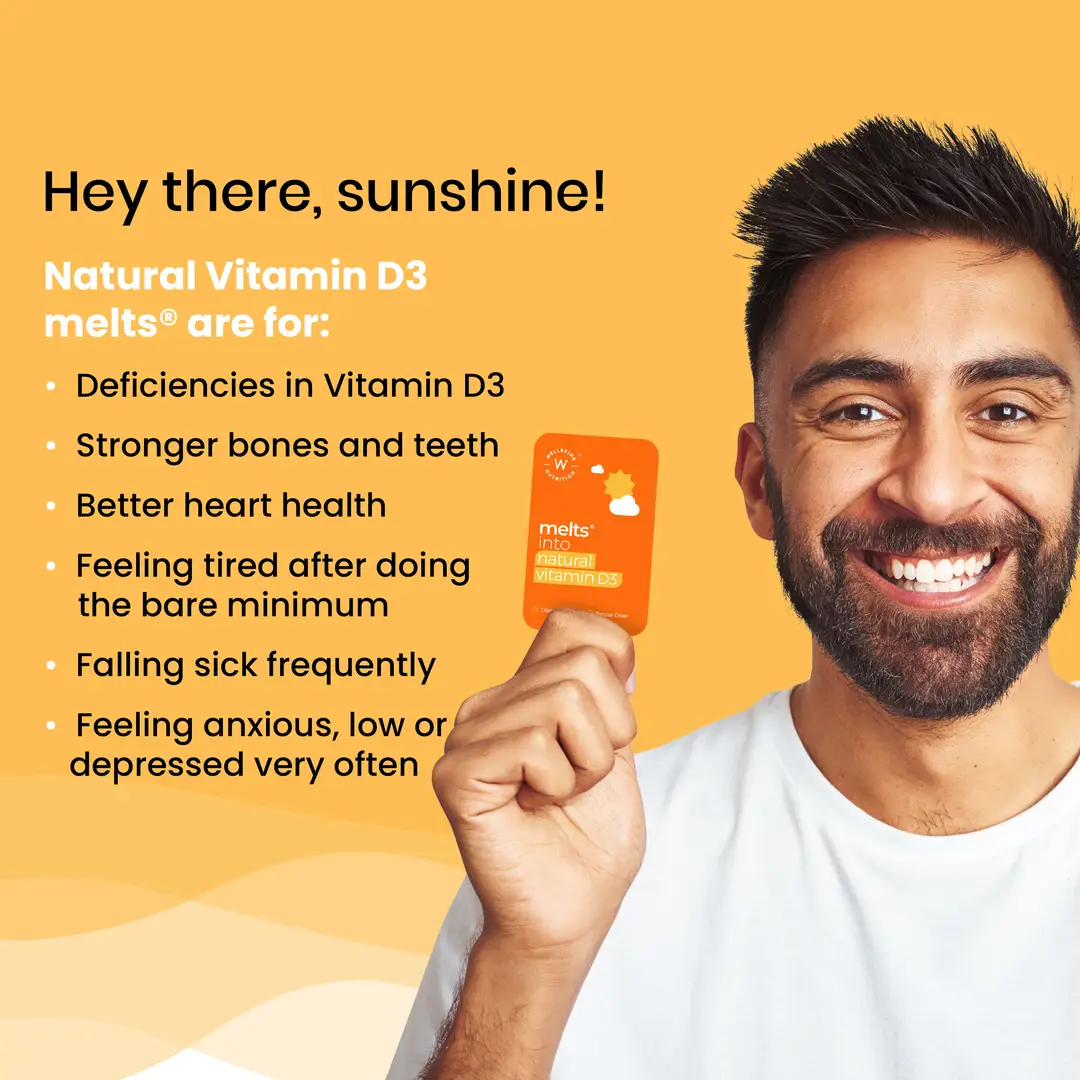 Hey there, sunshine!
Natural Vitamin D3
melts® are for:
• Deficiencies in Vitamin D3
• Stronger bones and teeth
• Better heart health
• Feeling tired after doing
the bare minimum
• Falling sick frequently
• Feeling anxious, low or
depressed very often
WELLBEING
W
NUTRITION
melts®
into
natural
vitamin D3